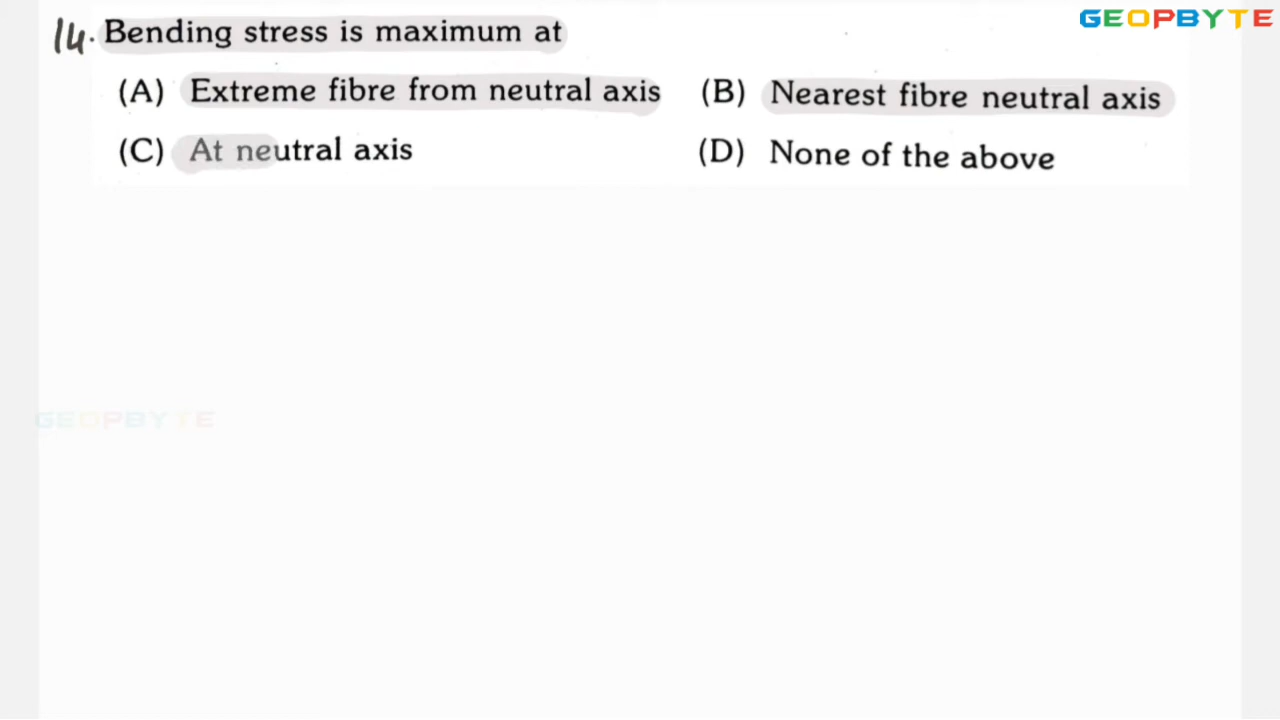 GEOPBYTE
14. Bending stress is maximum at
(A) Extreme fibre from neutral axis (B) Nearest fibre neutral axis
(C) At neutral axis (D) None of the above
GEOPBYTE